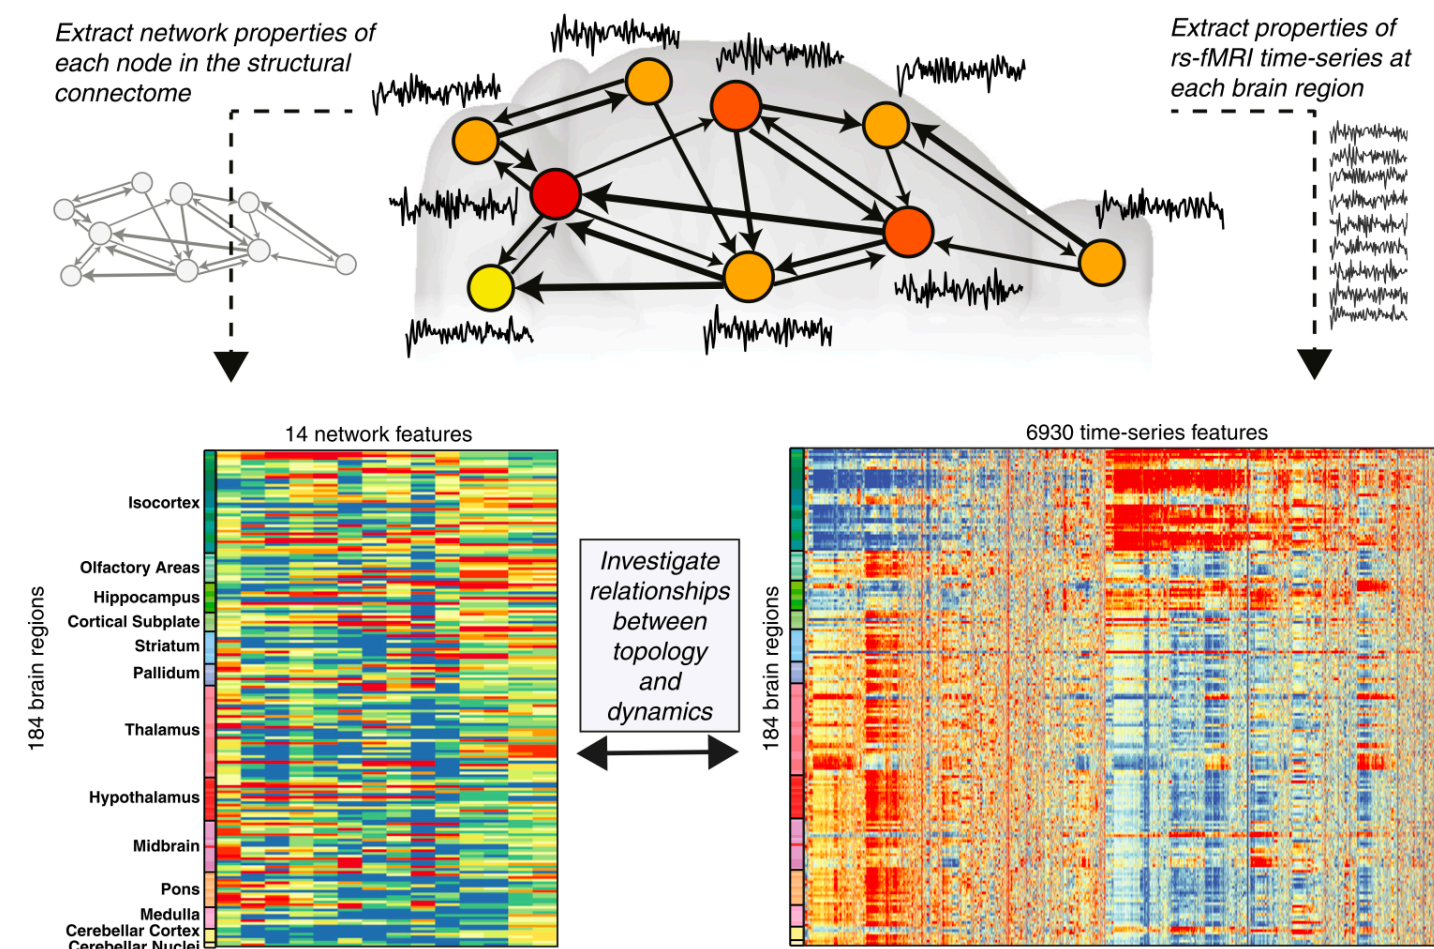 Extract network properties of
each node in the structural
connectome
Extract properties of
rs-fMRI time-series at
each brain region
14 network features
6930 time-series features
184 brain regions
Isocortex
Olfactory Areas
Hippocampus
Cortical Subplate
Striatum
Pallidum
Thalamus
Hypothalamus
Midbrain
Pons
Medulla
Cerebellar Cortex
Cerebellar Nuclei
Investigate
relationships
between
topology
and
dynamics
184 brain regions